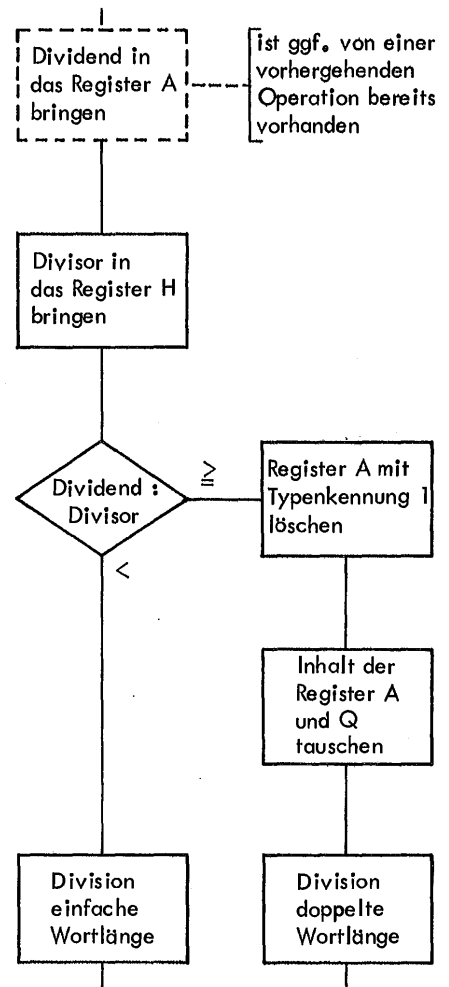 Dividend in
das Register A
bringen
ist ggf. von einer
vorhergehenden
Operation bereits
vorhanden
Divisor in
das Register H
bringen
Dividend :
Divisor
≧
Register A mit
Typenkennung 1
löschen
<
Inhalt der
Register A
und Q
tauschen
Division
einfache
Wortlänge
Division
doppelte
Wortlänge